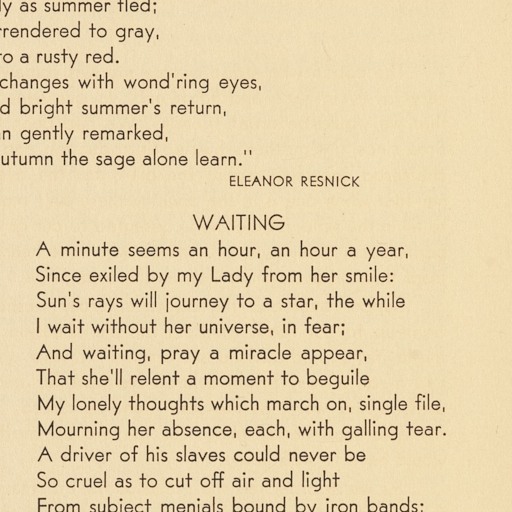 as summer fled;
to gray,
to a rusty red.
changes with wond'ring eyes,
bright summer's return,
gently remarked,
the sage alone learn."
ELEANOR RESNICK
WAITING
A minute seems an hour, an hour a year,
Since exiled by my Lady from her smile:
Sun's rays will journey to a star, the while
I wait without her universe, in fear;
And waiting, pray a miracle appear,
That she'll relent a moment to beguile
My lonely thoughts which march on, single file,
Mourning her absence, each, with galling tear.
A driver of his slaves could never be
So cruel as to cut off air and light
From subject menials bound by iron bands;